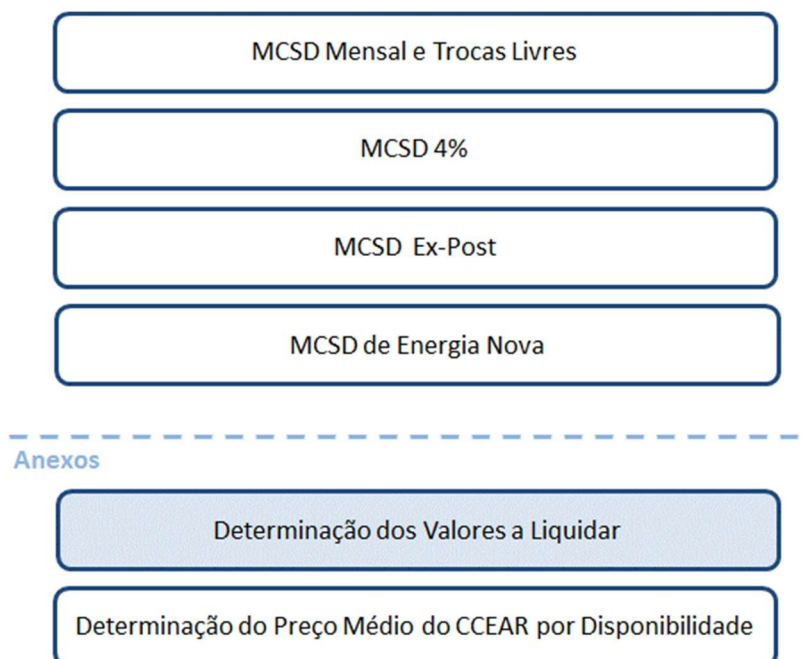 MCSD Mensal e Trocas Livres
MCSD 4%
MCSD Ex-Post
MCSD de Energia Nova
Anexos
Determinação dos Valores a Liquidar
Determinação do Preço Médio do CCEAR por Disponibilidade